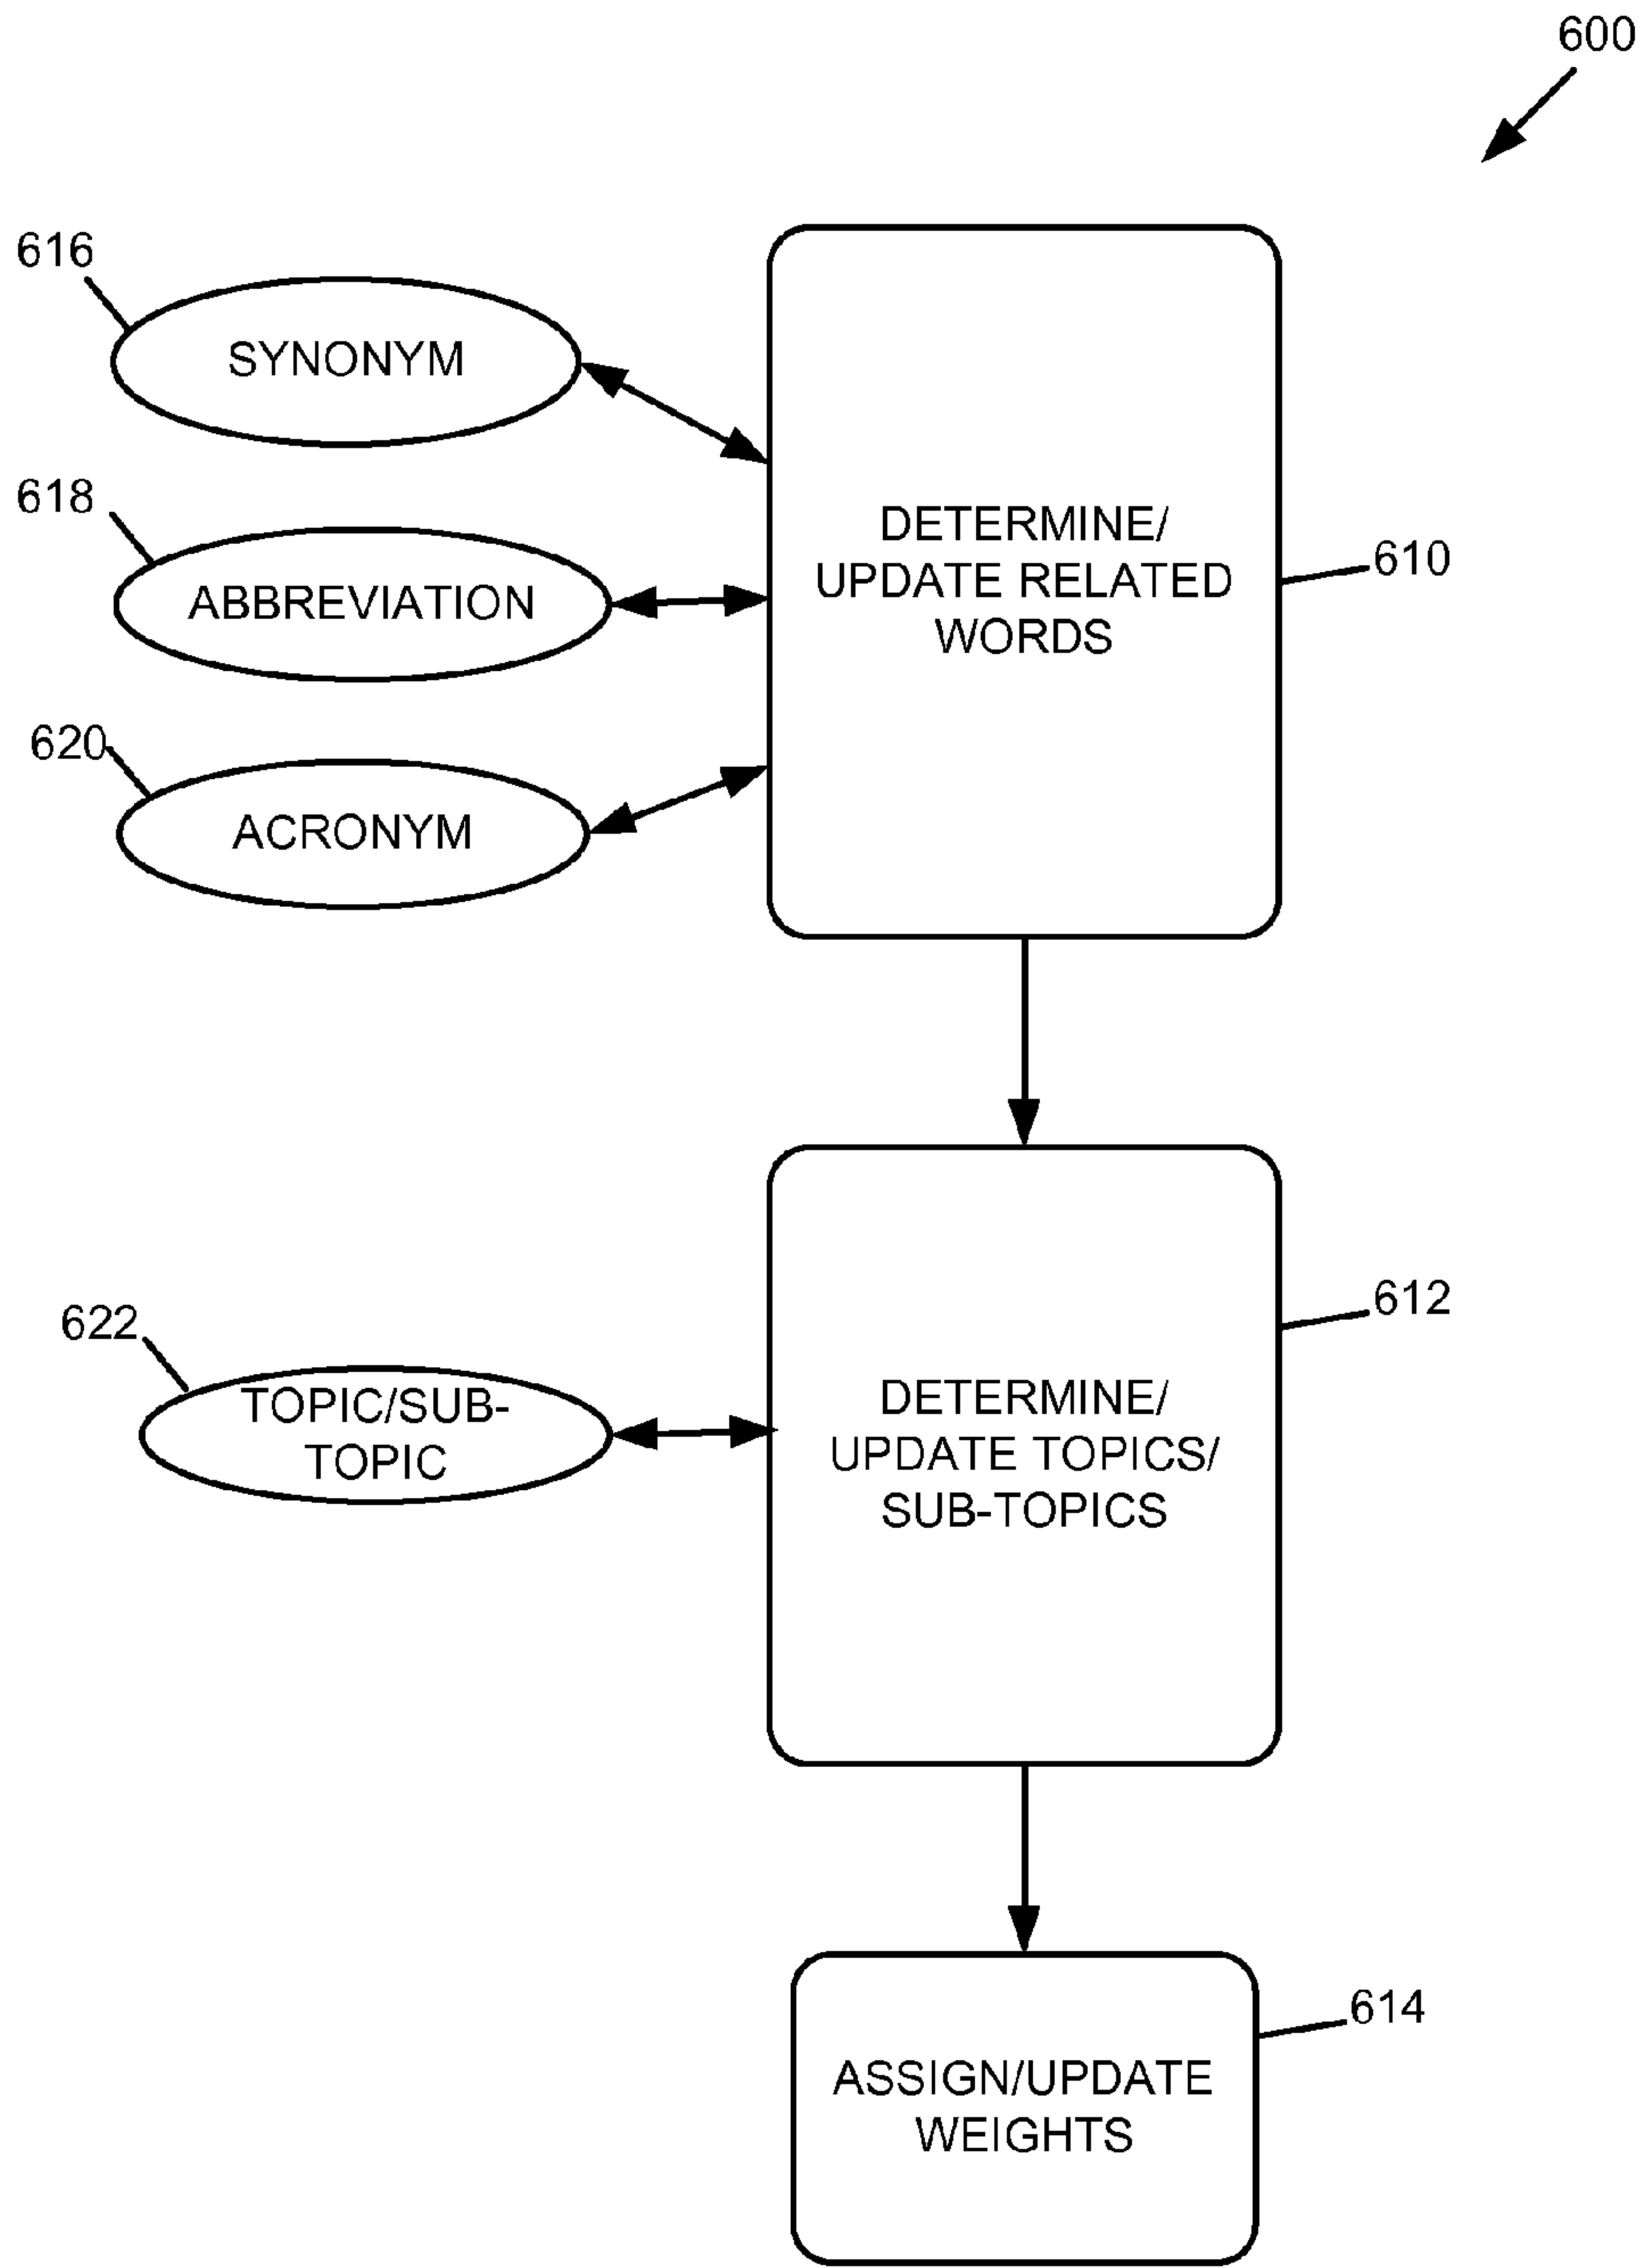 600
616
SYNONYM
618
ABBREVIATION
620
ACRONYM
DETERMINE/
UPDATE RELATED
WORDS
610
622
TOPIC/SUB-
TOPIC
DETERMINE/
UPDATE TOPICS/
SUB-TOPICS
612
ASSIGN/UPDATE
WEIGHTS
614